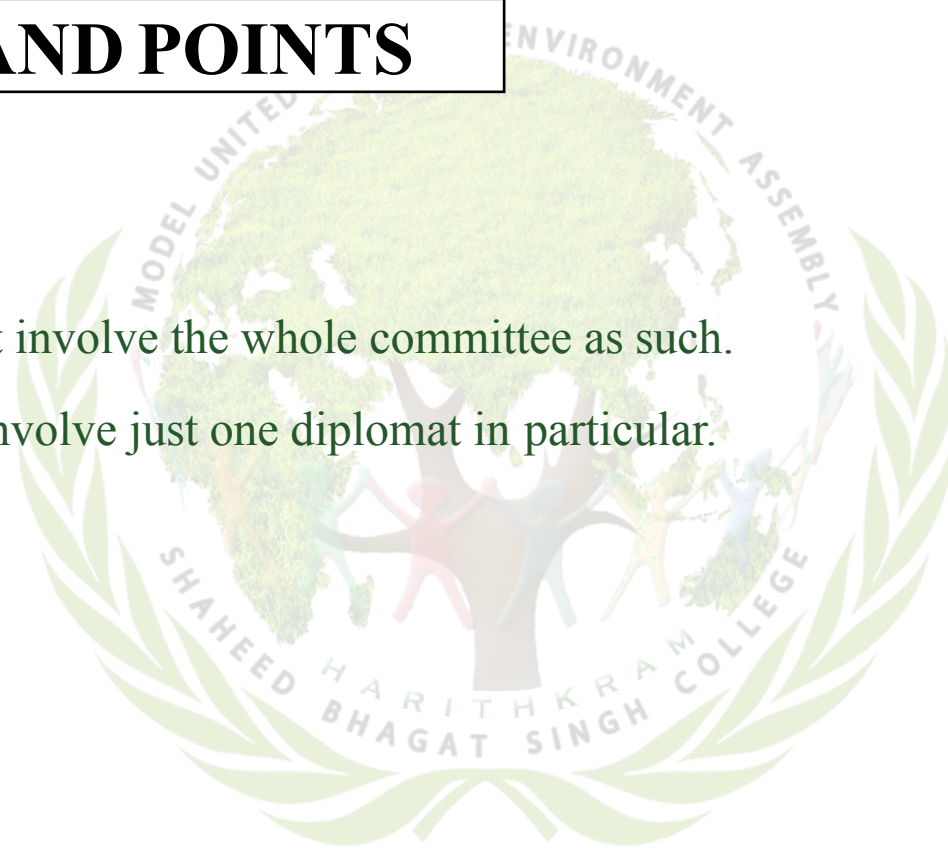 AND POINTS
MODEL UNITED ENVIRONMENT ASSEMBLY
involve the whole committee as such.
just one diplomat in particular.
HARITHKRAM
SHAHEED BHAGAT SINGH COLLEGE